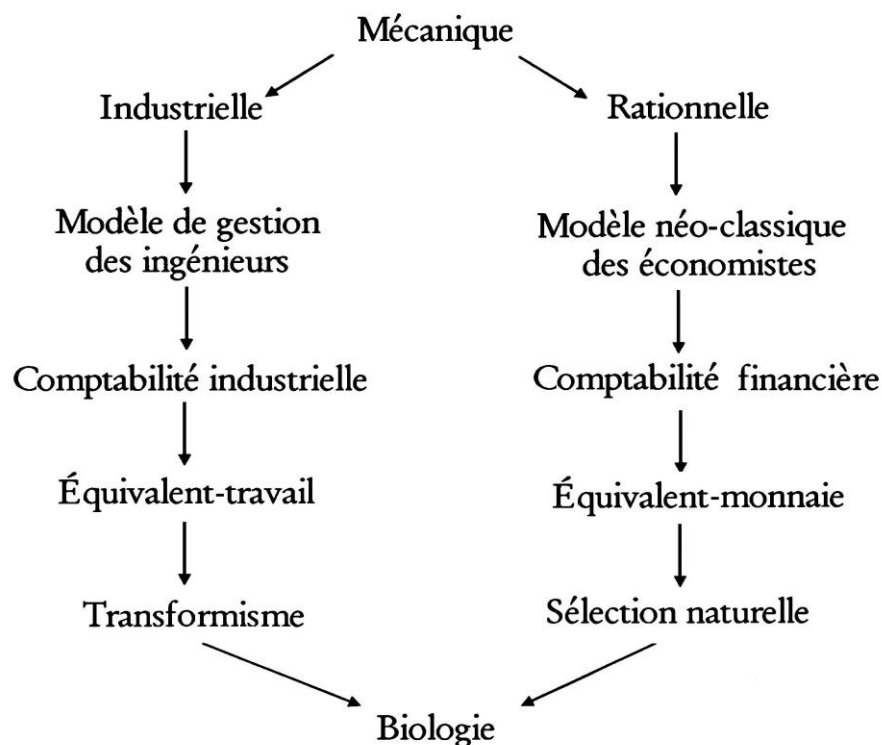 Mécanique
Industrielle
Rationnelle
Modèle de gestion
des ingénieurs
Modèle néo-classique
des économistes
Comptabilité industrielle
Comptabilité financière
Équivalent-travail
Équivalent-monnaie
Transformisme
Sélection naturelle
Biologie